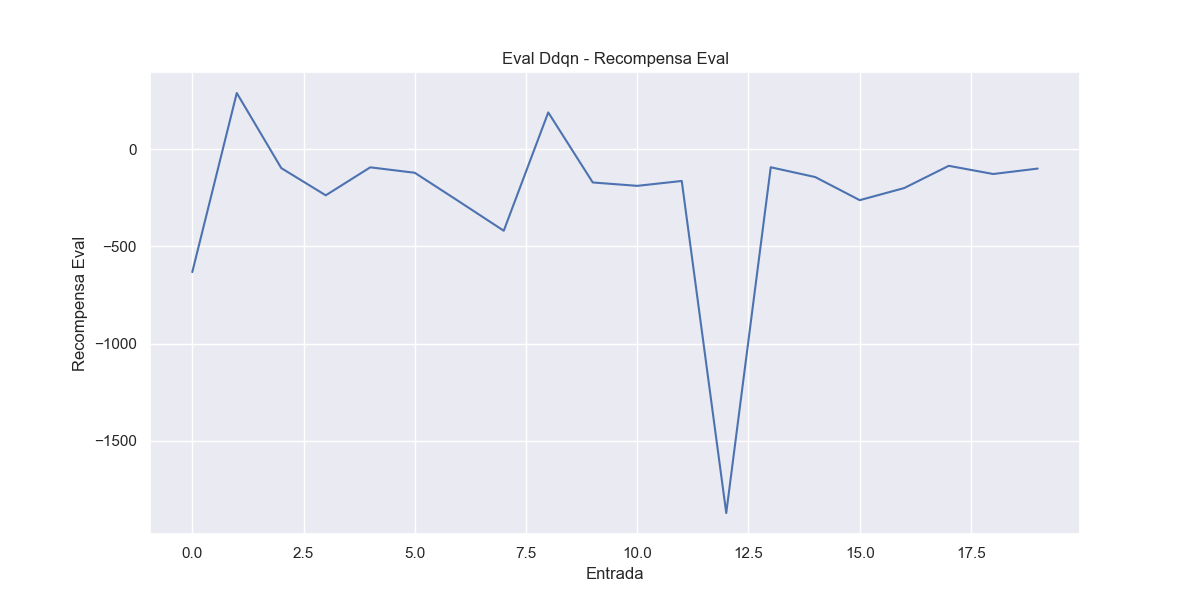 Eval Ddqn - Recompensa Eval
Recompensa Eval
0
−500
−1000
−1500
0.0 2.5 5.0 7.5 10.0 12.5 15.0 17.5
Entrada